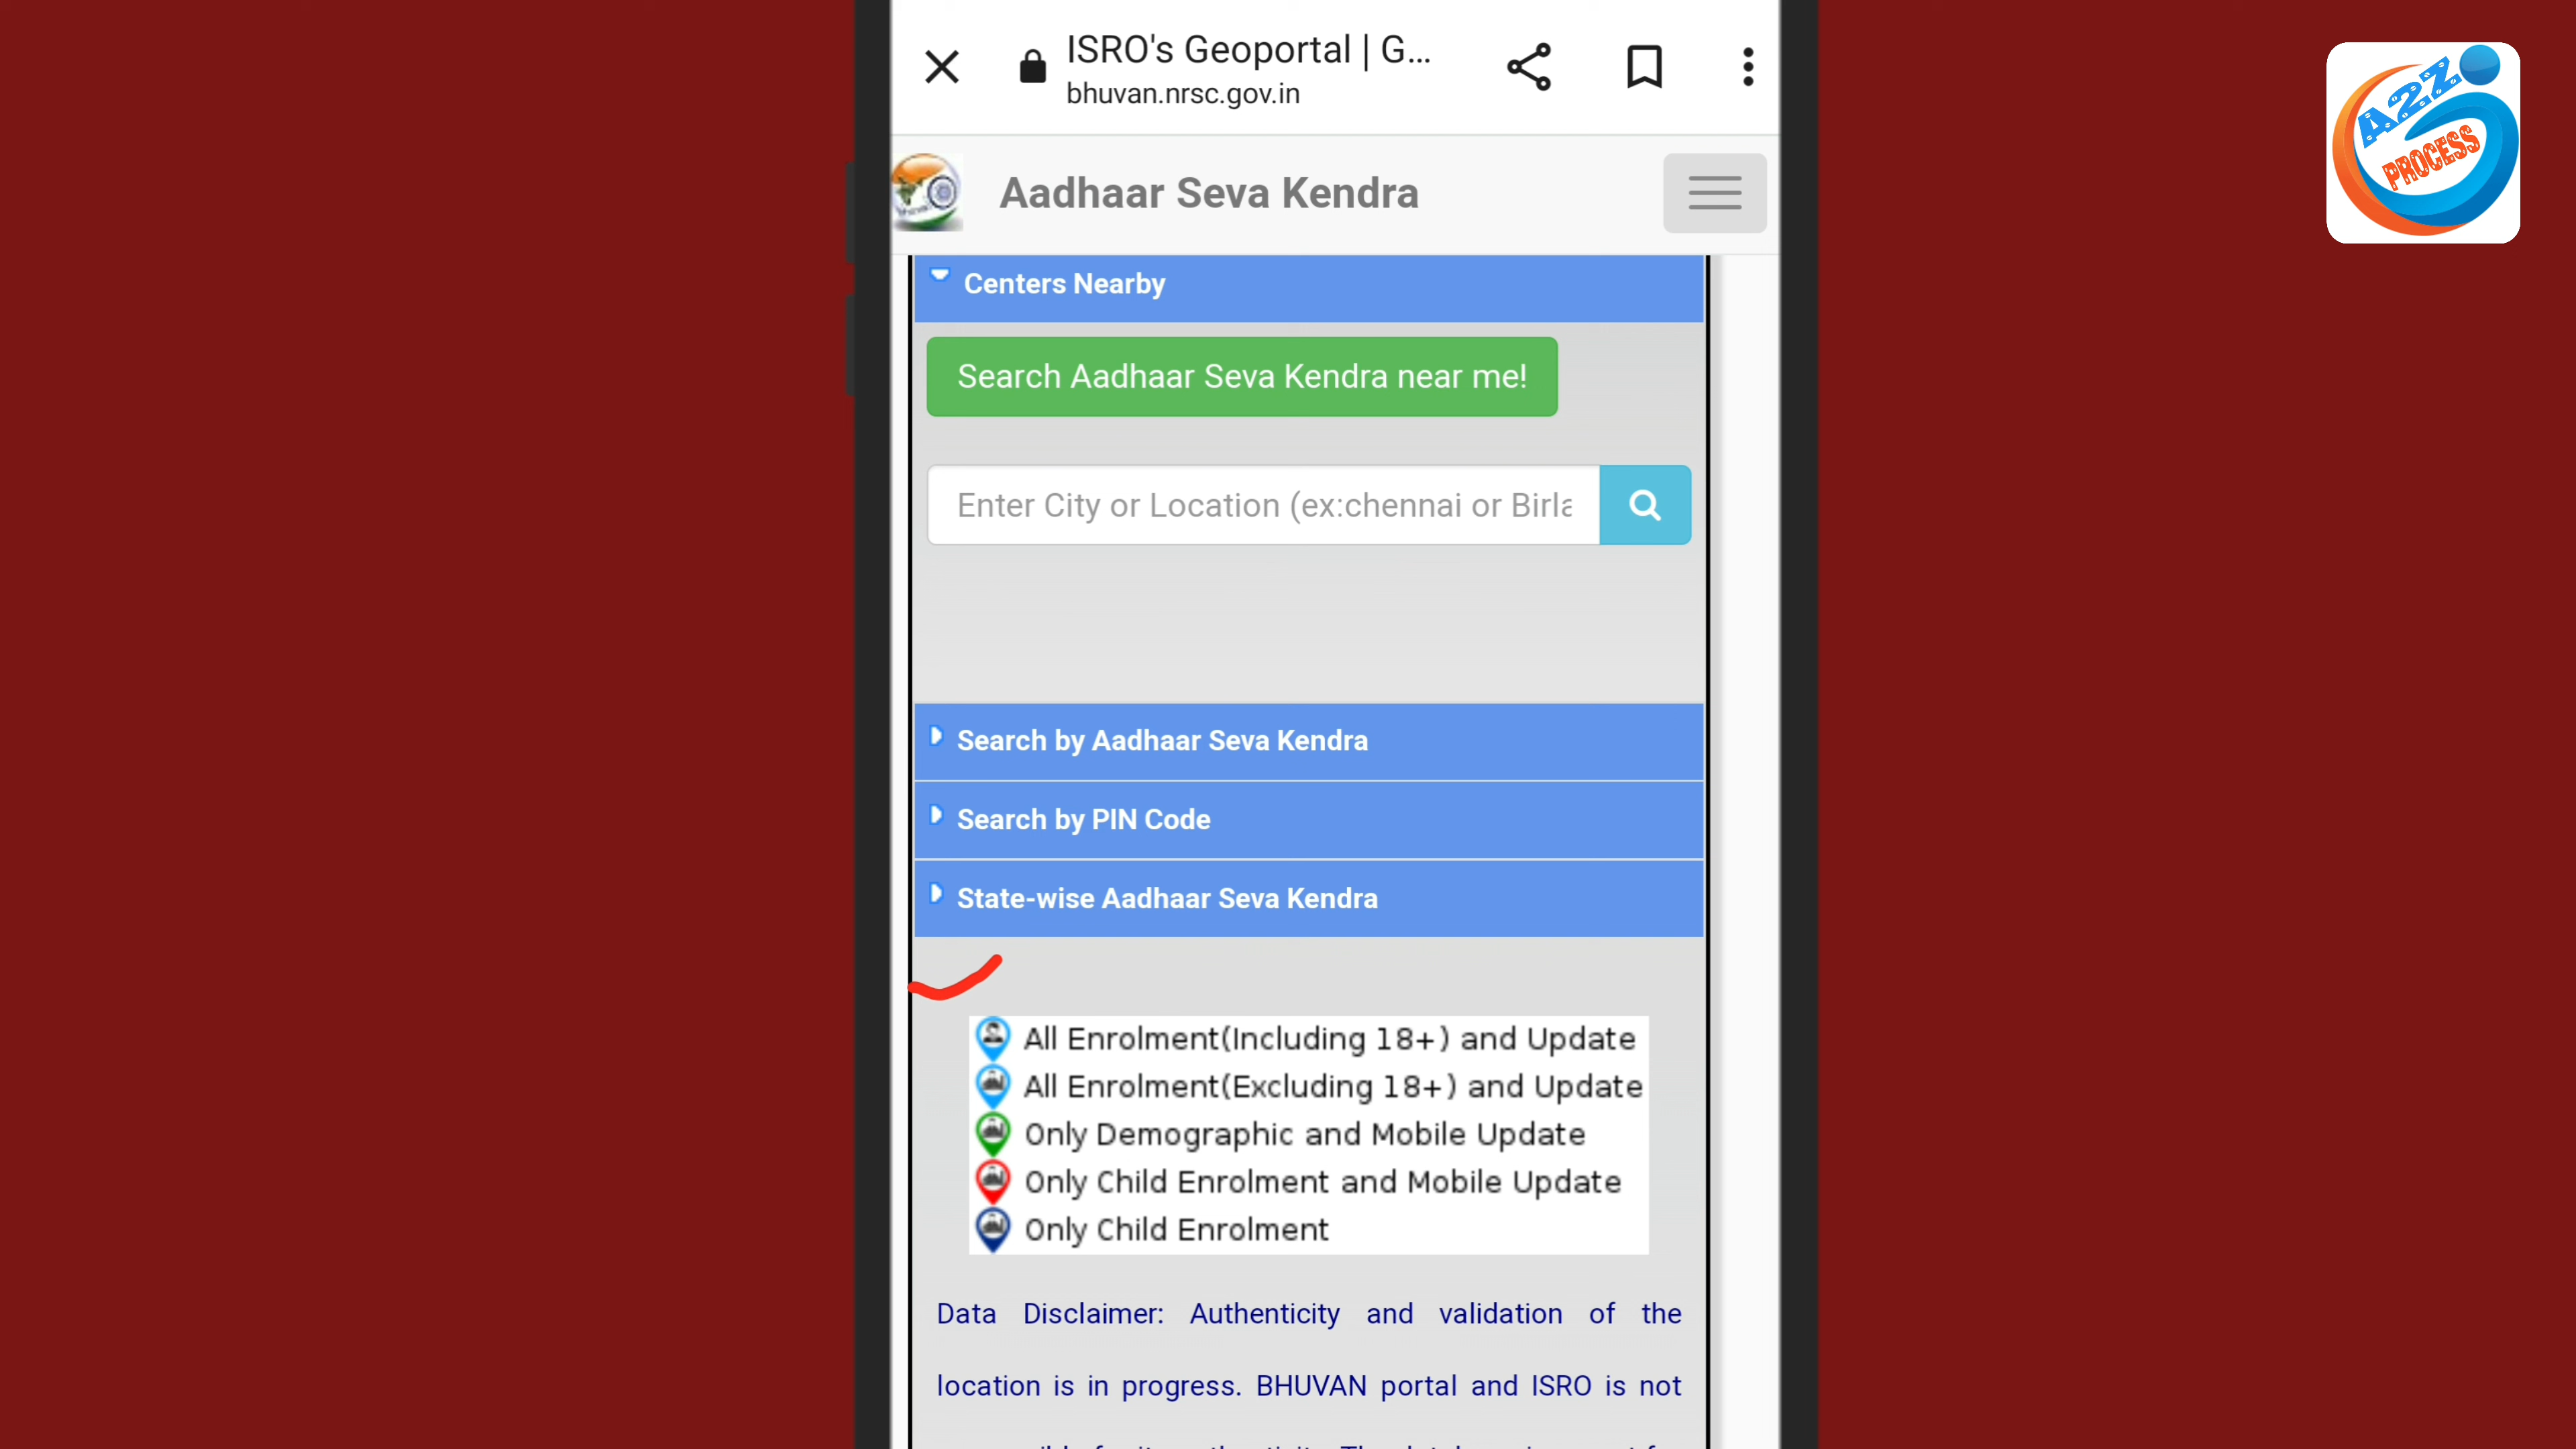 ISRO's Geoportal | G...
bhuvan.nrsc.gov.in
A2Z
PROCESS
Aadhaar Seva Kendra
Centers Nearby
Search Aadhaar Seva Kendra near me!
Enter City or Location (ex:chennai or Birla
Search by Aadhaar Seva Kendra
Search by PIN Code
State-wise Aadhaar Seva Kendra
All Enrolment(Including 18+) and Update
All Enrolment(Excluding 18+) and Update
Only Demographic and Mobile Update
Only Child Enrolment and Mobile Update
Only Child Enrolment
Data Disclaimer: Authenticity and validation of the
location is in progress. BHUVAN portal and ISRO is not